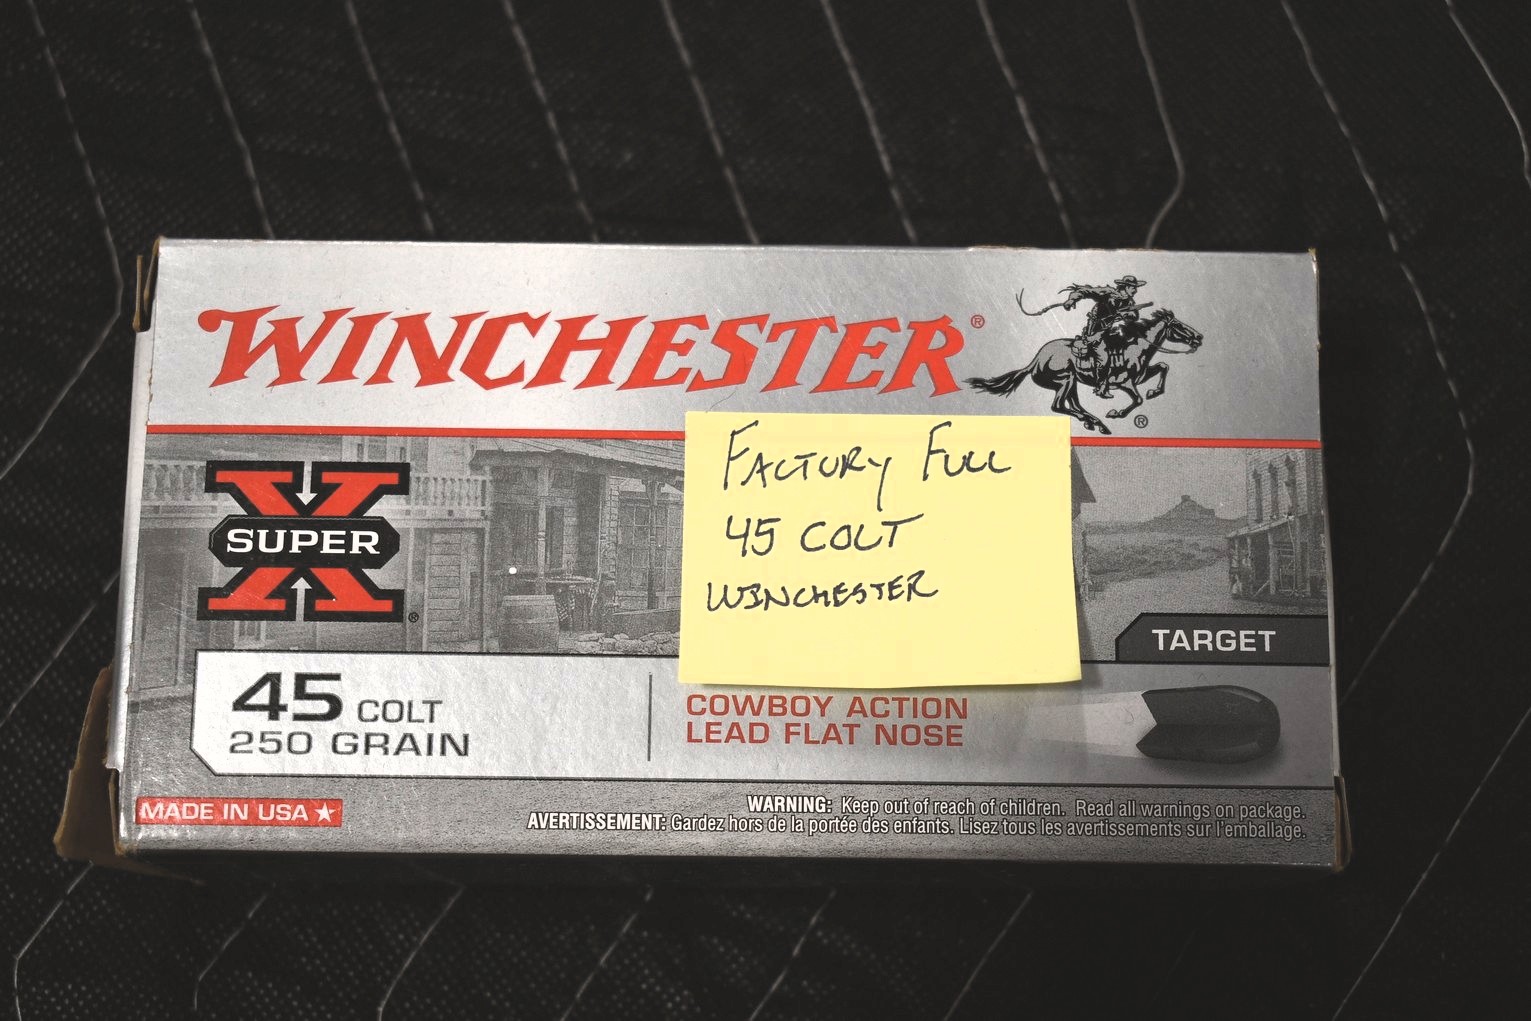 WINCHESTER®
®
FACTORY FULL
45 COLT
WINCHESTER
X
SUPER
®
TARGET
45 COLT
250 GRAIN
COWBOY ACTION
LEAD FLAT NOSE
MADE IN USA ★
WARNING: Keep out of reach of children. Read all warnings on package.
AVERTISSEMENT: Gardez hors de la portée des enfants. Lisez tous les avertissements sur l'emballage.